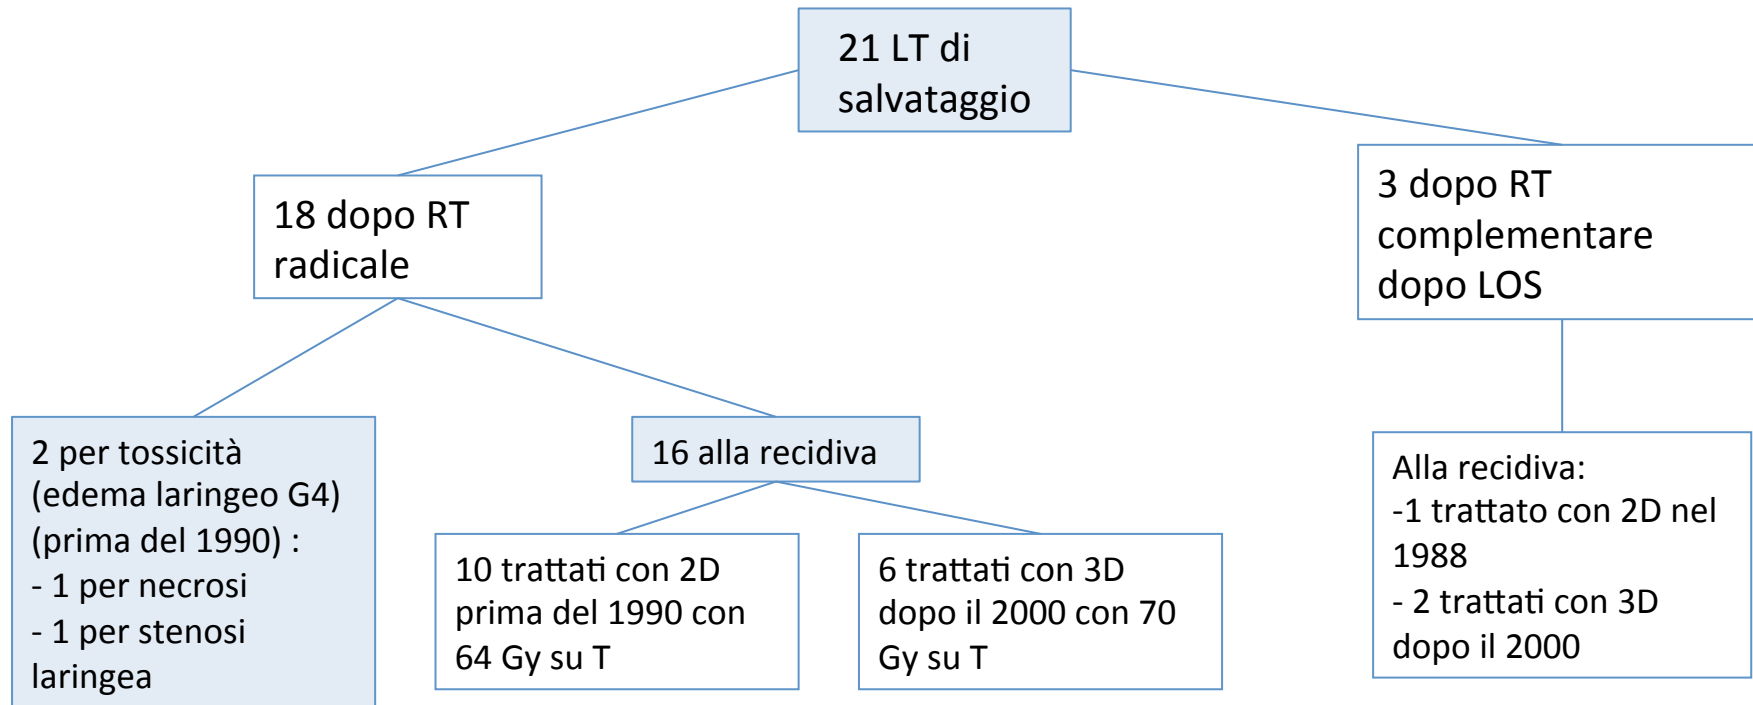 21 LT di
salvataggio
18 dopo RT
radicale
3 dopo RT
complementare
dopo LOS
2 per tossicità
(edema laringeo G4)
(prima del 1990) :
- 1 per necrosi
- 1 per stenosi
laringea
16 alla recidiva
10 trattati con 2D
prima del 1990 con
64 Gy su T
6 trattati con 3D
dopo il 2000 con 70
Gy su T
Alla recidiva:
-1 trattato con 2D nel
1988
- 2 trattati con 3D
dopo il 2000